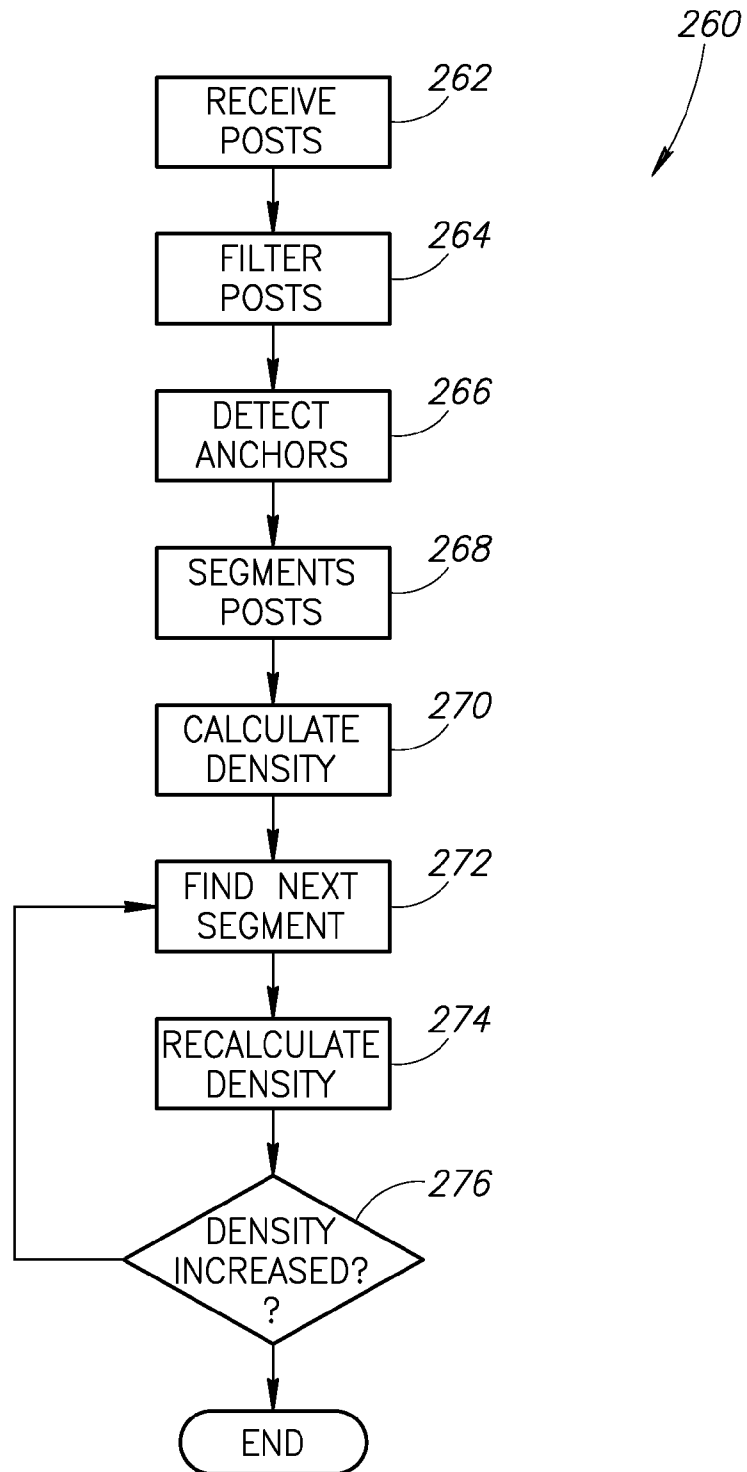 260
RECEIVE
POSTS
262
FILTER
POSTS
264
DETECT
ANCHORS
266
SEGMENTS
POSTS
268
CALCULATE
DENSITY
270
FIND NEXT
SEGMENT
272
RECALCULATE
DENSITY
274
DENSITY
INCREASED?
?
276
END